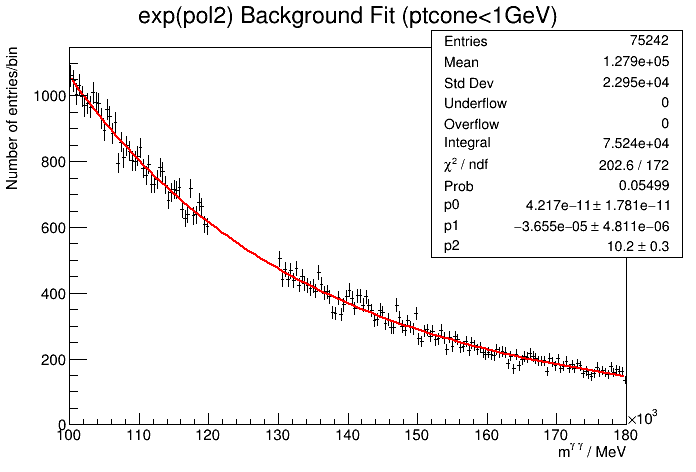 exp(pol2) Background Fit (ptcone<1GeV)
Entries 75242
Mean 1.279e+05
Std Dev 2.295e+04
Underflow 0
Overflow 0
Integral 7.524e+04
χ² / ndf 202.6 / 172
Prob 0.05499
p0 4.217e−11 ± 1.781e−11
p1 −3.655e−05 ± 4.811e−06
p2 10.2 ± 0.3
Number of entries/bin
1000
800
600
400
200
0
100 110 120 130 140 150 160 170 180
×10³
m^γγ / MeV